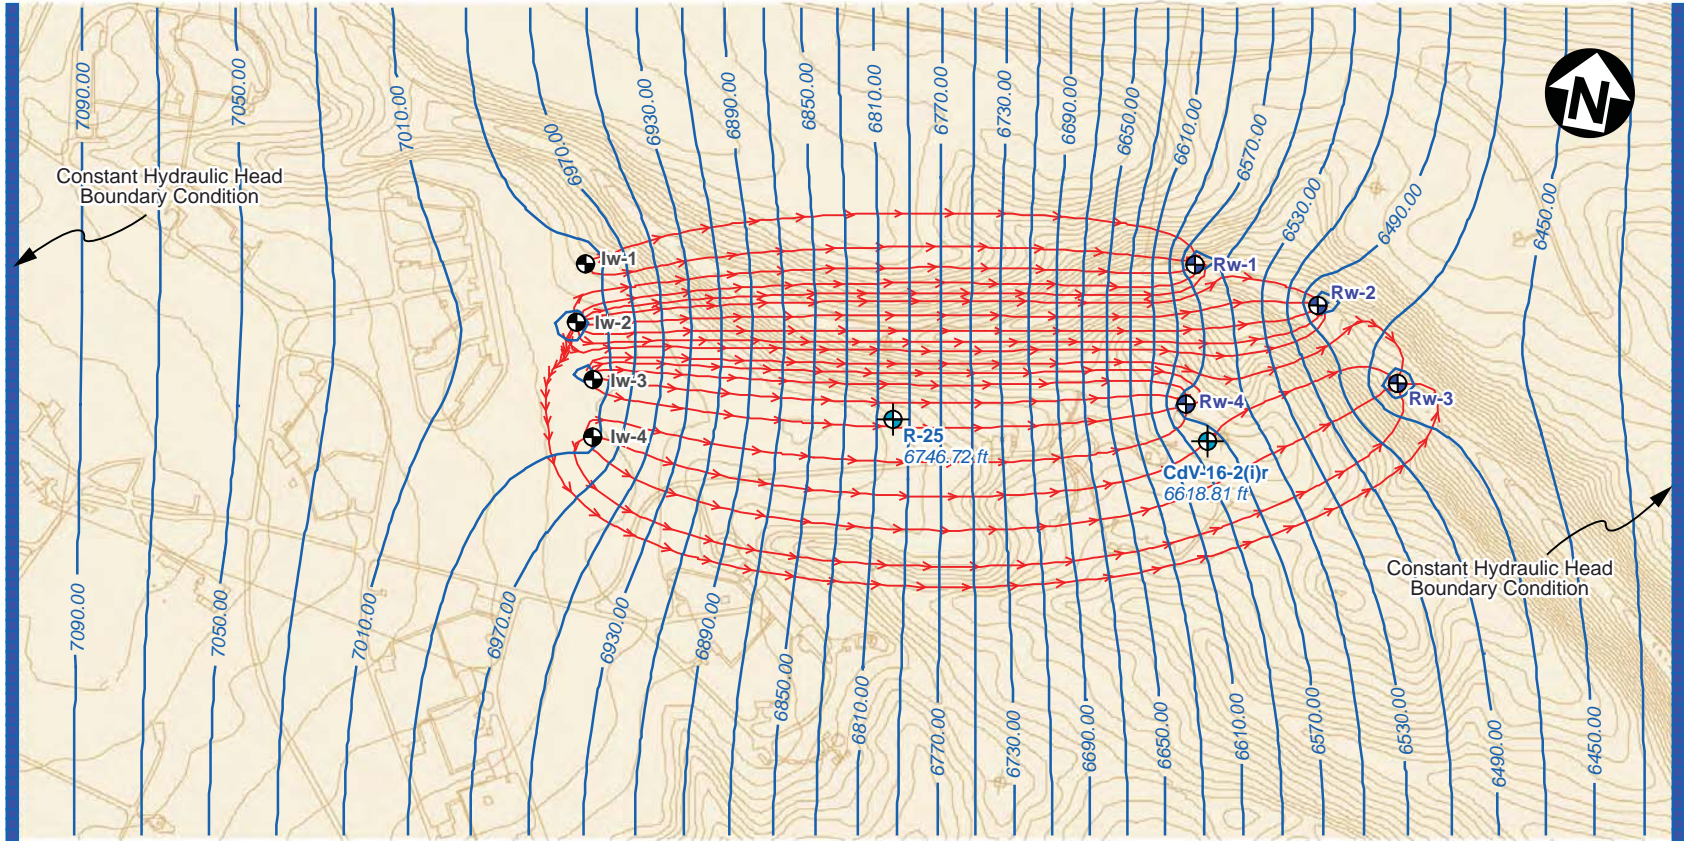 7090.00
7050.00
7010.00
6970.00
6930.00
6890.00
6850.00
6810.00
6770.00
6730.00
6690.00
6650.00
6610.00
6570.00
6530.00
6490.00
6450.00
N
Constant Hydraulic Head
Boundary Condition
Iw-1
Iw-2
Iw-3
Iw-4
Rw-1
Rw-2
Rw-3
Rw-4
R-25
6746.72 ft
CdV-16-2(i)r
6618.81 ft
Constant Hydraulic Head
Boundary Condition
7090.00
7050.00
7010.00
6970.00
6930.00
6890.00
6850.00
6810.00
6770.00
6730.00
6690.00
6650.00
6610.00
6570.00
6530.00
6490.00
6450.00